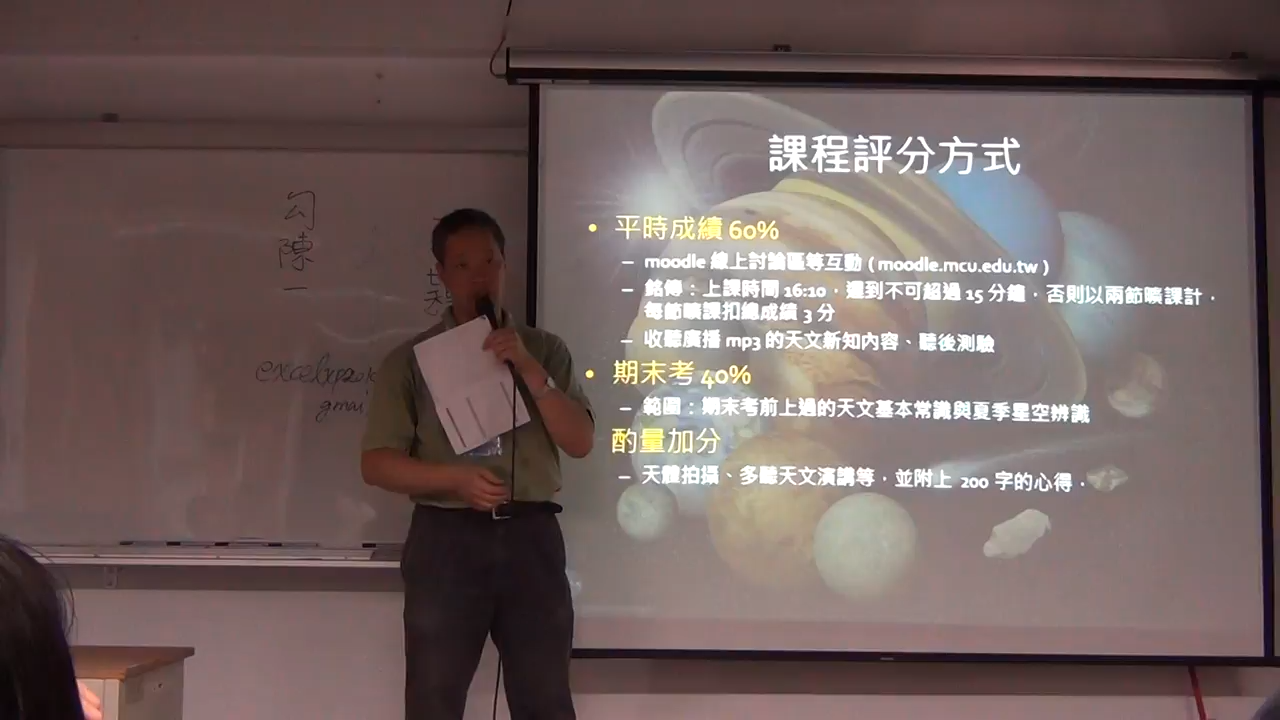 課程評分方式
• 平時成績 60%
– moodle 線上討論區等互動 ( moodle.mcu.edu.tw )
– 銘傳：上課時間 16:10，遲到不可超過 15 分鐘，否則以兩節曠課計，
每節曠課扣總成績 3 分
– 收聽廣播 mp3 的天文新知內容、聽後測驗
• 期末考 40%
– 範圍：期末考前上過的天文基本常識與夏季星空辨識
酌量加分
– 天體拍攝、多聽天文演講等，並附上 200 字的心得。
勾陳一
excelxp2010
gmai